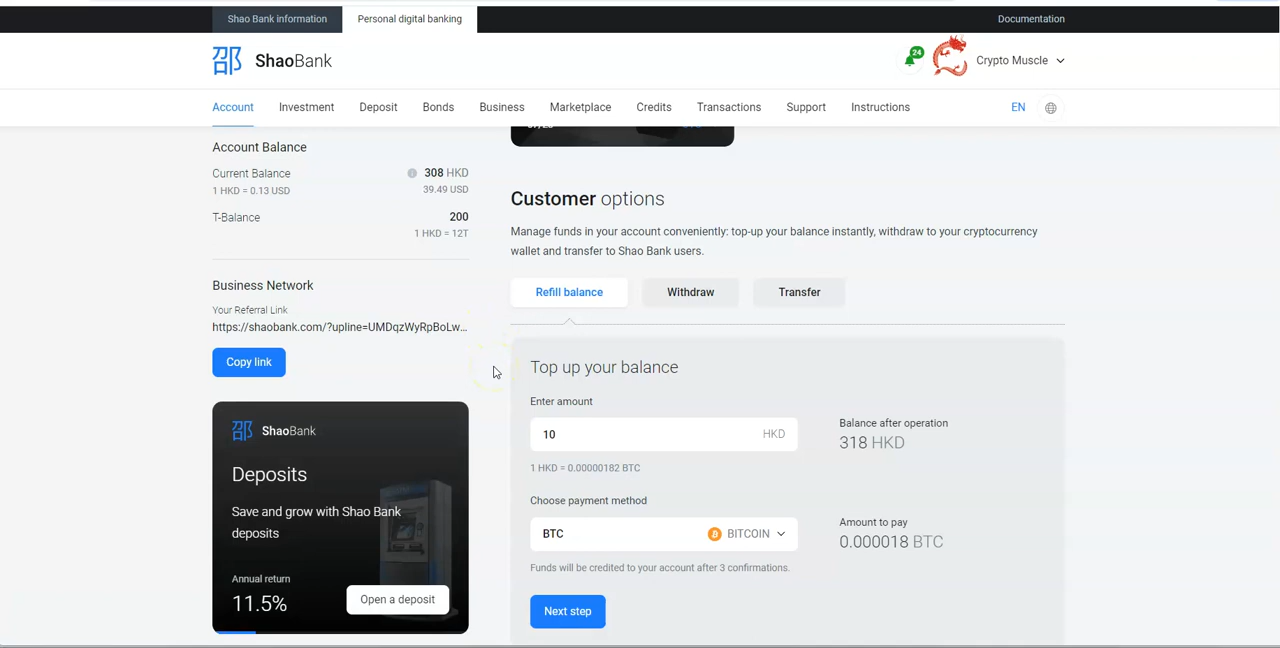 Shao Bank information
Personal digital banking
Documentation
邵 ShaoBank
24
Crypto Muscle
Account
Investment
Deposit
Bonds
Business
Marketplace
Credits
Transactions
Support
Instructions
EN
Account Balance
Current Balance
308 HKD
1 HKD = 0.13 USD
39.49 USD
T-Balance
200
1 HKD = 12T
Business Network
Your Referral Link
https://shaobank.com/?upline=UMDqzWyRpBoLw...
Copy link
邵 ShaoBank
Deposits
Save and grow with Shao Bank
deposits
Annual return
11.5%
Open a deposit
Customer options
Manage funds in your account conveniently: top-up your balance instantly, withdraw to your cryptocurrency
wallet and transfer to Shao Bank users.
Refill balance
Withdraw
Transfer
Top up your balance
Enter amount
10
HKD
1 HKD = 0.00000182 BTC
Balance after operation
318 HKD
Choose payment method
BTC
BITCOIN
Funds will be credited to your account after 3 confirmations.
Amount to pay
0.000018 BTC
Next step